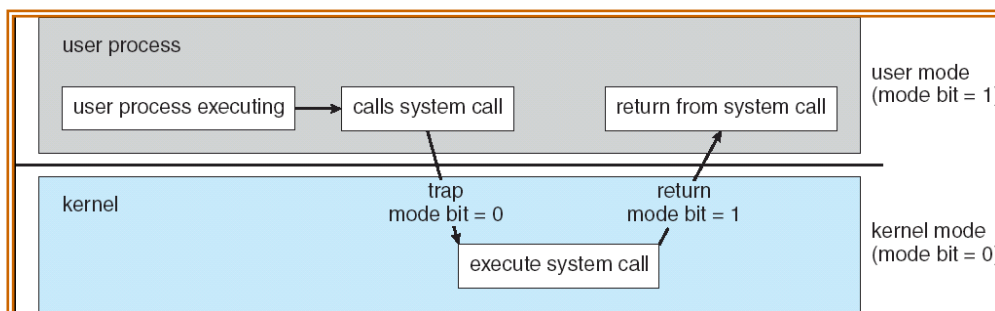 user process
user process executing
calls system call
return from system call
user mode
(mode bit = 1)
trap
mode bit = 0
return
mode bit = 1
kernel
execute system call
kernel mode
(mode bit = 0)